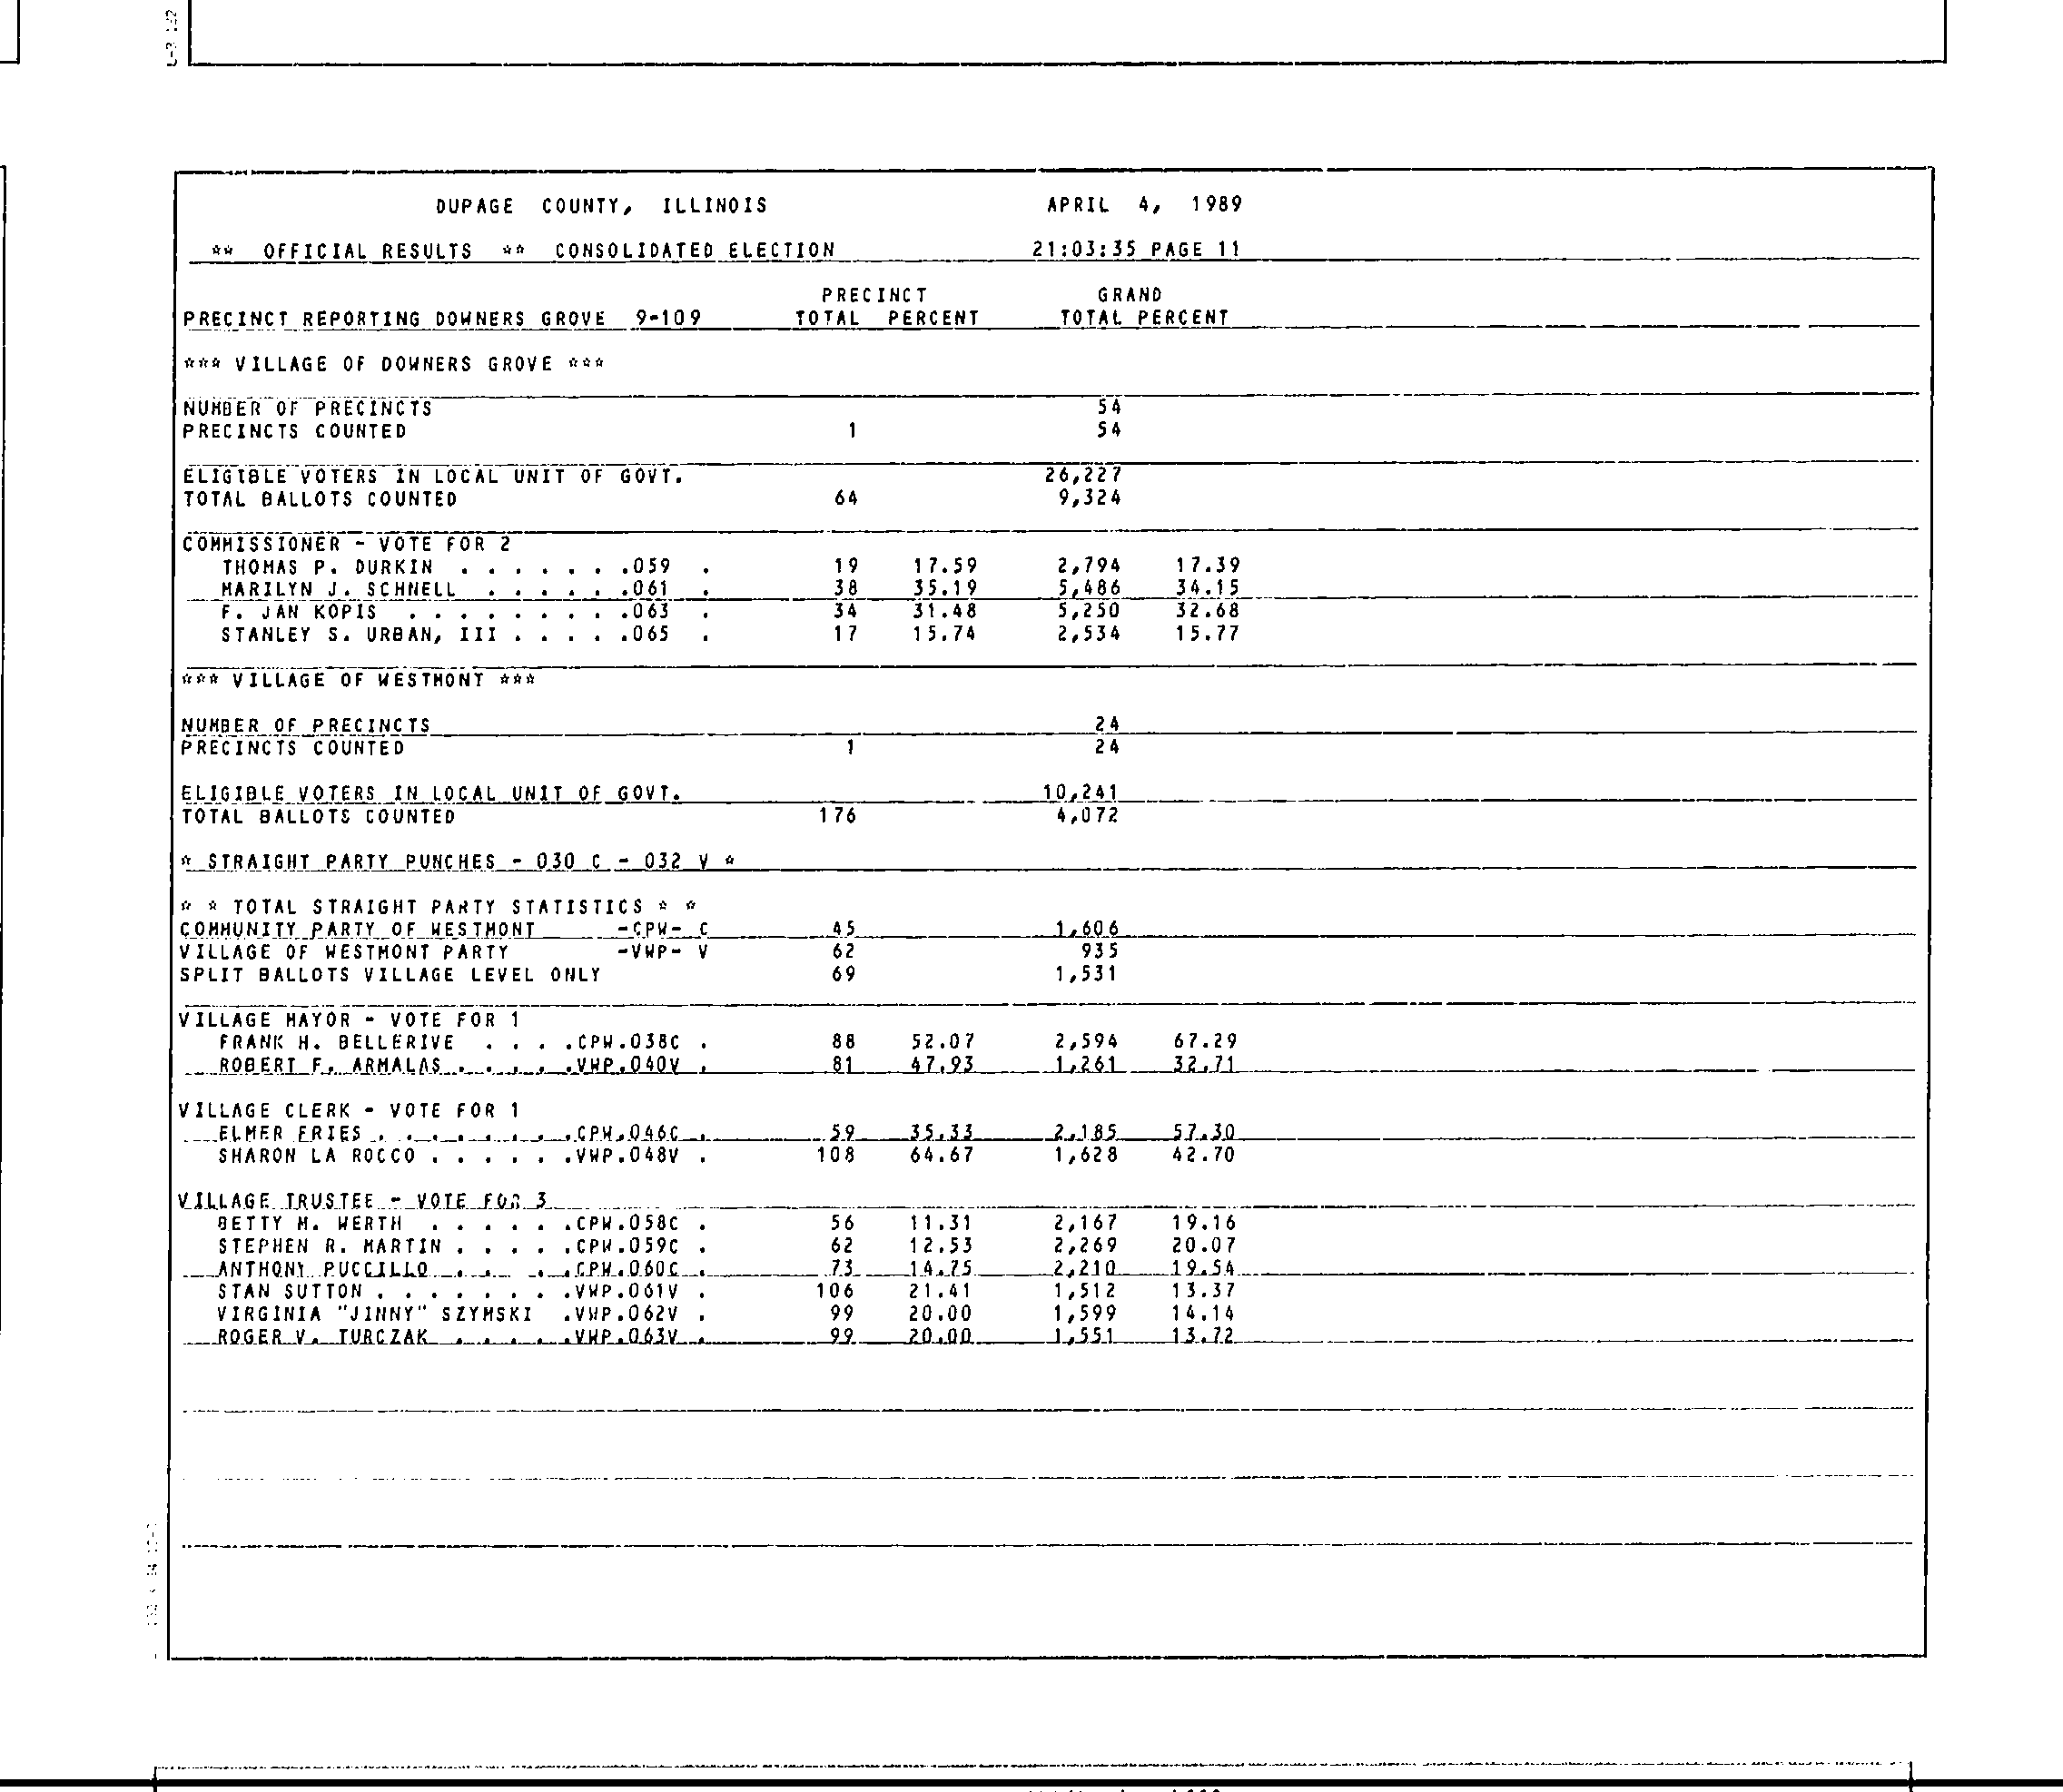 DUPAGE COUNTY, ILLINOIS APRIL 4, 1989
** OFFICIAL RESULTS ** CONSOLIDATED ELECTION 21:03:35 PAGE 11
PRECINCT GRAND
PRECINCT REPORTING DOWNERS GROVE 9-109 TOTAL PERCENT TOTAL PERCENT
*** VILLAGE OF DOWNERS GROVE ***
NUMBER OF PRECINCTS 54
PRECINCTS COUNTED 1 54
ELIGIBLE VOTERS IN LOCAL UNIT OF GOVT. 26,227
TOTAL BALLOTS COUNTED 64 9,324
COMMISSIONER - VOTE FOR 2
THOMAS P. DURKIN . . . . . . .059 . 19 17.59 2,794 17.39
MARILYN J. SCHNELL . . . . . .061 . 38 35.19 5,486 34.15
F. JAN KOPIS . . . . . . . . .063 . 34 31.48 5,250 32.68
STANLEY S. URBAN, III . . . . .065 . 17 15.74 2,534 15.77
*** VILLAGE OF WESTMONT ***
NUMBER OF PRECINCTS 24
PRECINCTS COUNTED 1 24
ELIGIBLE VOTERS IN LOCAL UNIT OF GOVT. 10,241
TOTAL BALLOTS COUNTED 176 4,072
* STRAIGHT PARTY PUNCHES - 030 C - 032 V *
* * TOTAL STRAIGHT PARTY STATISTICS * *
COMMUNITY PARTY OF WESTMONT -CPW- C 45 1,606
VILLAGE OF WESTMONT PARTY -VWP- V 62 935
SPLIT BALLOTS VILLAGE LEVEL ONLY 69 1,531
VILLAGE MAYOR - VOTE FOR 1
FRANK H. BELLERIVE . . . .CPW.038C . 88 52.07 2,594 67.29
ROBERT F. ARMALAS . . . . .VWP.040V . 81 47.93 1,261 32.71
VILLAGE CLERK - VOTE FOR 1
ELMER FRIES . . . . . . . .CPW.046C . 59 35.33 2,185 57.30
SHARON LA ROCCO . . . . . .VWP.048V . 108 64.67 1,628 42.70
VILLAGE TRUSTEE - VOTE FOR 3
BETTY M. WERTH . . . . . .CPW.058C . 56 11.31 2,167 19.16
STEPHEN R. MARTIN . . . . .CPW.059C . 62 12.53 2,269 20.07
ANTHONY PUCCILLO . . . .CPW.060C . 73 14.75 2,210 19.54
STAN SUTTON . . . . . . . .VWP.061V . 106 21.41 1,512 13.37
VIRGINIA "JINNY" SZYMSKI .VWP.062V . 99 20.00 1,599 14.14
ROGER V. TURCZAK . . . . .VWP.063V . 99 20.00 1,551 13.72